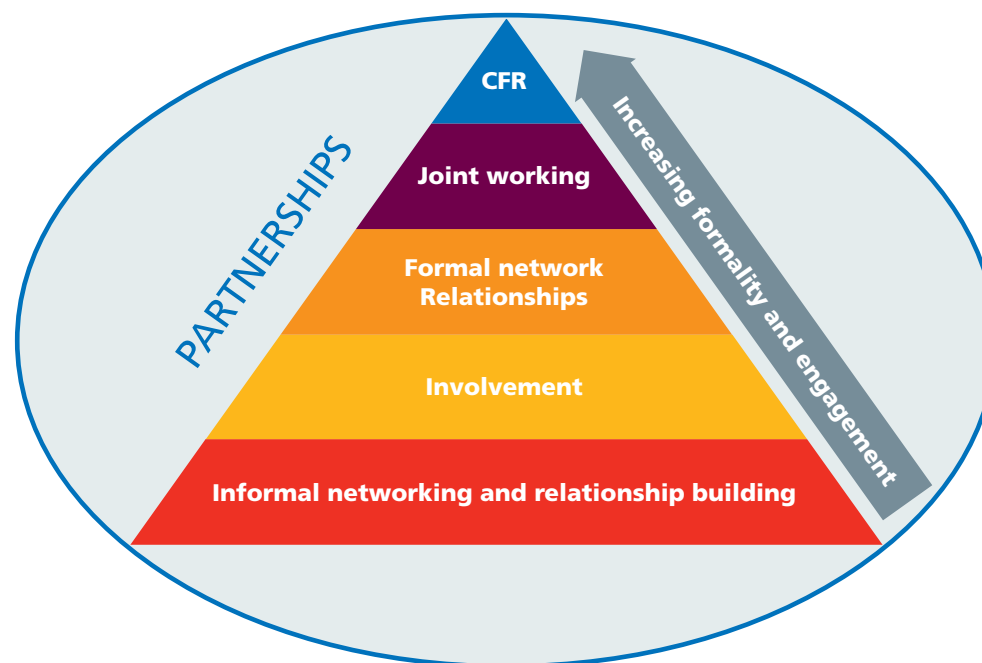 CFR
Joint working
Formal network
Relationships
Involvement
Informal networking and relationship building
PARTNERSHIPS
Increasing formality and engagement